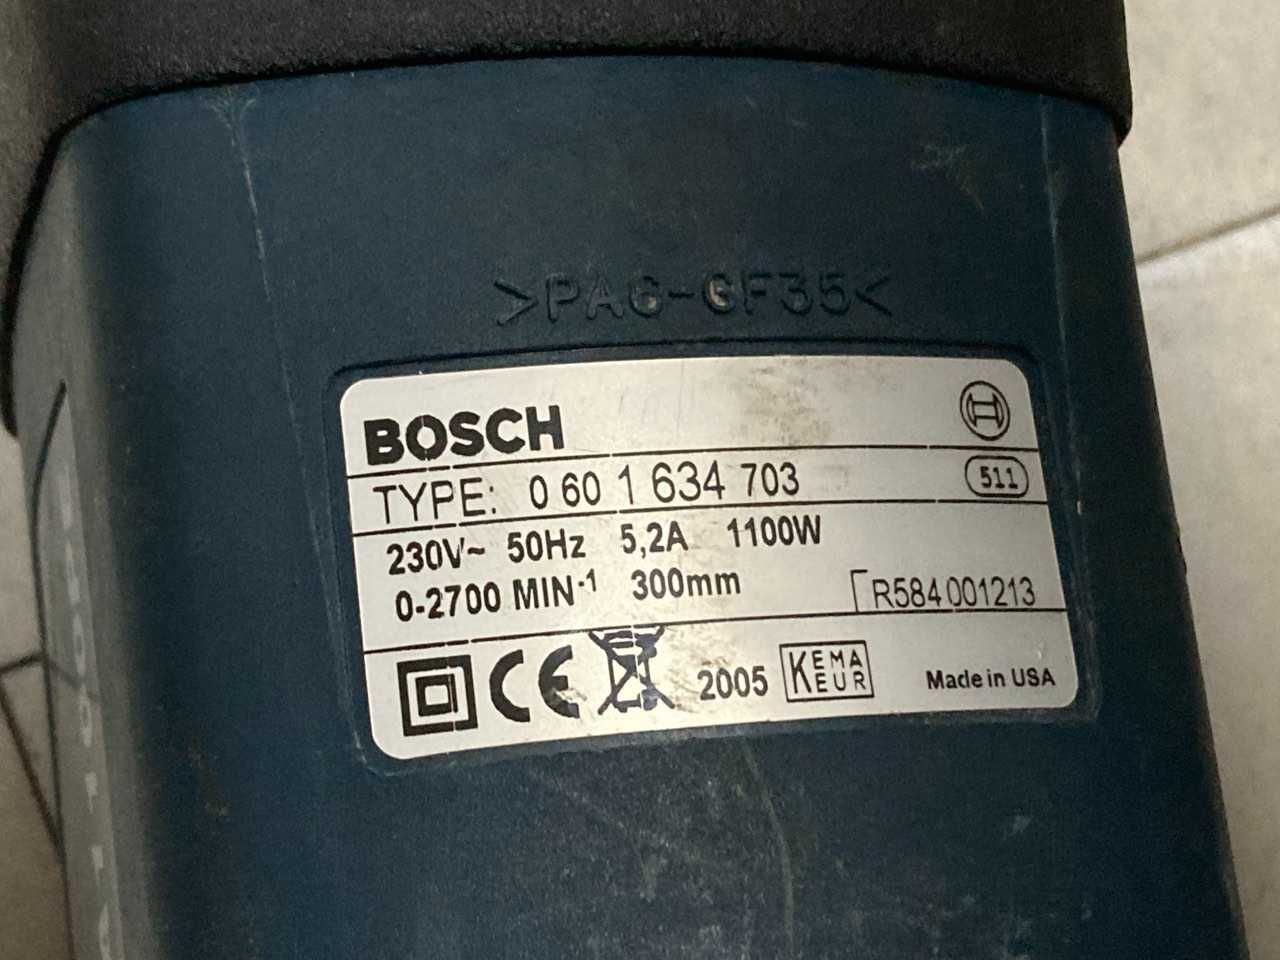 >PA6-GF35<
BOSCH
TYPE: 0 60 1 634 703 511
230V~ 50Hz 5,2A 1100W
0-2700 MIN-1 300mm R584001213
CE 2005 KEMA KEUR Made in USA